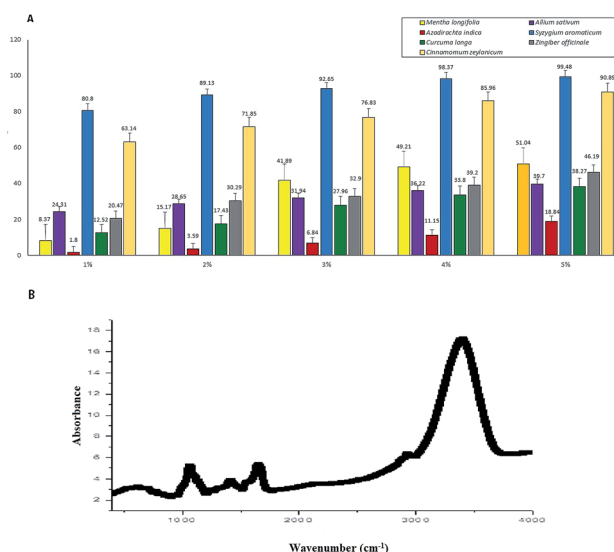 A
Mentha longifolia
Allium sativum
Azadirachta indica
Syzygium aromaticum
Curcuma longa
Zingiber officinale
Cinnamomum zeylanicum
120
100
80
60
40
20
0
8.37 24.31 1.8 80.8 12.52 20.47 63.14
15.17 28.65 3.59 89.13 17.43 30.29 71.85
41.89 31.94 6.84 92.65 27.96 32.9 76.83
49.21 36.22 11.15 98.37 33.8 39.2 85.96
51.04 39.7 18.84 99.48 38.27 46.19 90.89
1% 2% 3% 4% 5%
B
Absorbance
18
16
14
12
10
8
6
4
2
1000 2000 3000 4000
Wavenumber (cm-1)